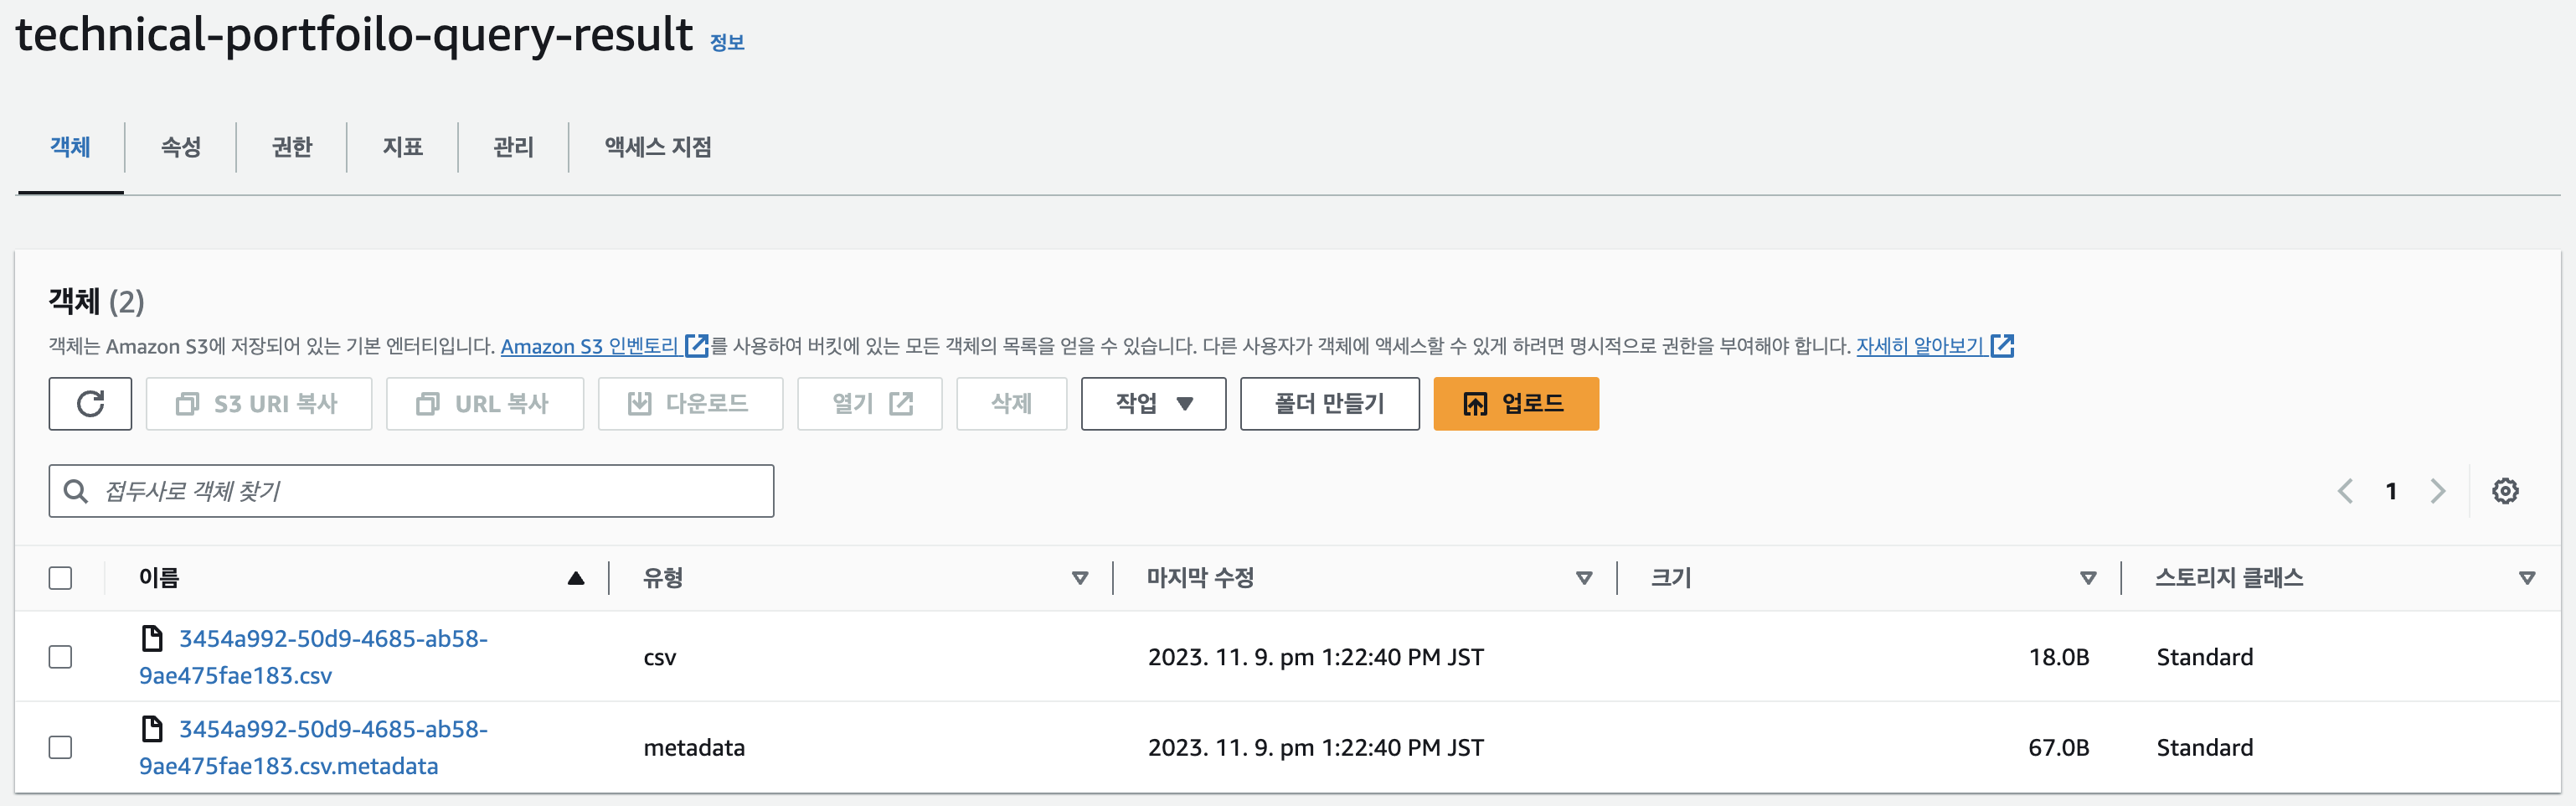 technical-portfoilo-query-result 정보
객체 속성 권한 지표 관리 액세스 지점
객체 (2)
객체는 Amazon S3에 저장되어 있는 기본 엔터티입니다. Amazon S3 인벤토리 를 사용하여 버킷에 있는 모든 객체의 목록을 얻을 수 있습니다. 다른 사용자가 객체에 액세스할 수 있게 하려면 명시적으로 권한을 부여해야 합니다. 자세히 알아보기
S3 URI 복사 URL 복사 다운로드 열기 삭제 작업 폴더 만들기 업로드
접두사로 객체 찾기 1
이름 유형 마지막 수정 크기 스토리지 클래스
3454a992-50d9-4685-ab58-
9ae475fae183.csv csv 2023. 11. 9. pm 1:22:40 PM JST 18.0B Standard
3454a992-50d9-4685-ab58-
9ae475fae183.csv.metadata metadata 2023. 11. 9. pm 1:22:40 PM JST 67.0B Standard